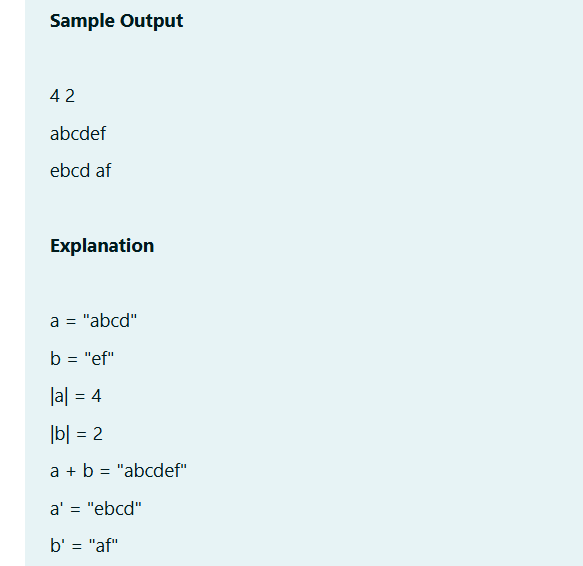 Sample Output
4 2
abcdef
ebcd af
Explanation
a = "abcd"
b = "ef"
|a| = 4
|b| = 2
a + b = "abcdef"
a' = "ebcd"
b' = "af"